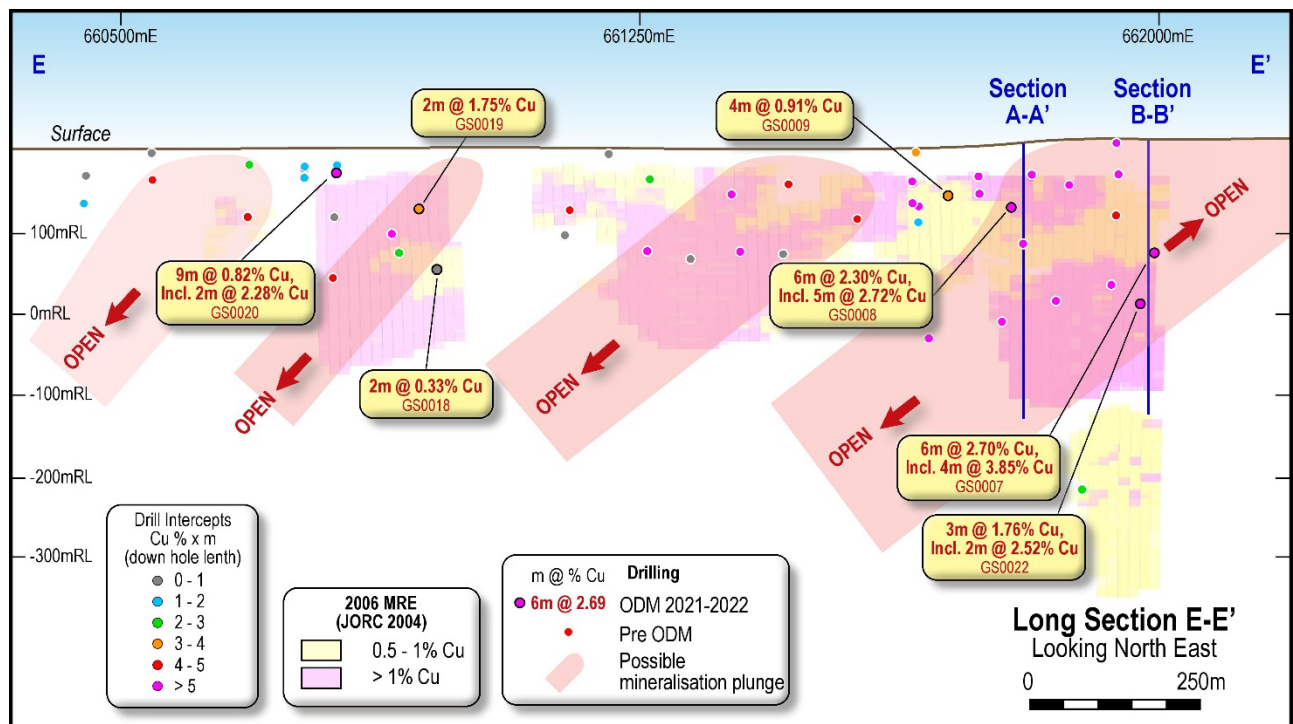 660500mE
661250mE
662000mE
E
E'
Section
A-A'
Section
B-B'
Surface
2m @ 1.75% Cu
GS0019
4m @ 0.91% Cu
GS0009
100mRL
0mRL
-100mRL
-200mRL
-300mRL
9m @ 0.82% Cu,
Incl. 2m @ 2.28% Cu
GS0020
6m @ 2.30% Cu,
Incl. 5m @ 2.72% Cu
GS0008
2m @ 0.33% Cu
GS0018
6m @ 2.70% Cu,
Incl. 4m @ 3.85% Cu
GS0007
3m @ 1.76% Cu,
Incl. 2m @ 2.52% Cu
GS0022
OPEN
OPEN
OPEN
OPEN
OPEN
Drill Intercepts
Cu % x m
(down hole lenth)
0 - 1
1 - 2
2 - 3
3 - 4
4 - 5
> 5
2006 MRE
(JORC 2004)
0.5 - 1% Cu
> 1% Cu
m @ % Cu Drilling
6m @ 2.69 ODM 2021-2022
Pre ODM
Possible
mineralisation plunge
Long Section E-E'
Looking North East
0 250m